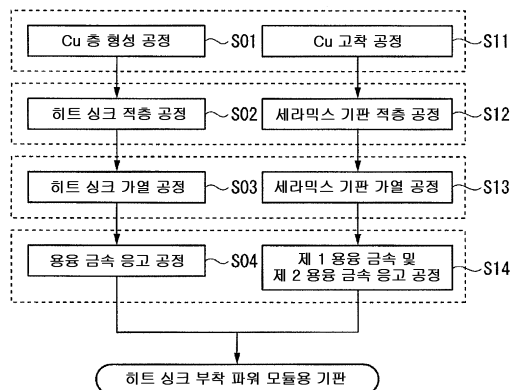 Cu 층 형성 공정
S01
Cu 고착 공정
S11
히트 싱크 적층 공정
S02
세라믹스 기판 적층 공정
S12
히트 싱크 가열 공정
S03
세라믹스 기판 가열 공정
S13
용융 금속 응고 공정
S04
제 1 용융 금속 및
제 2 용융 금속 응고 공정
S14
히트 싱크 부착 파워 모듈용 기판